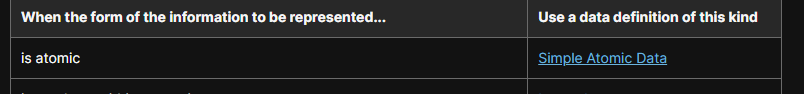 When the form of the information to be represented... Use a data definition of this kind
is atomic Simple Atomic Data